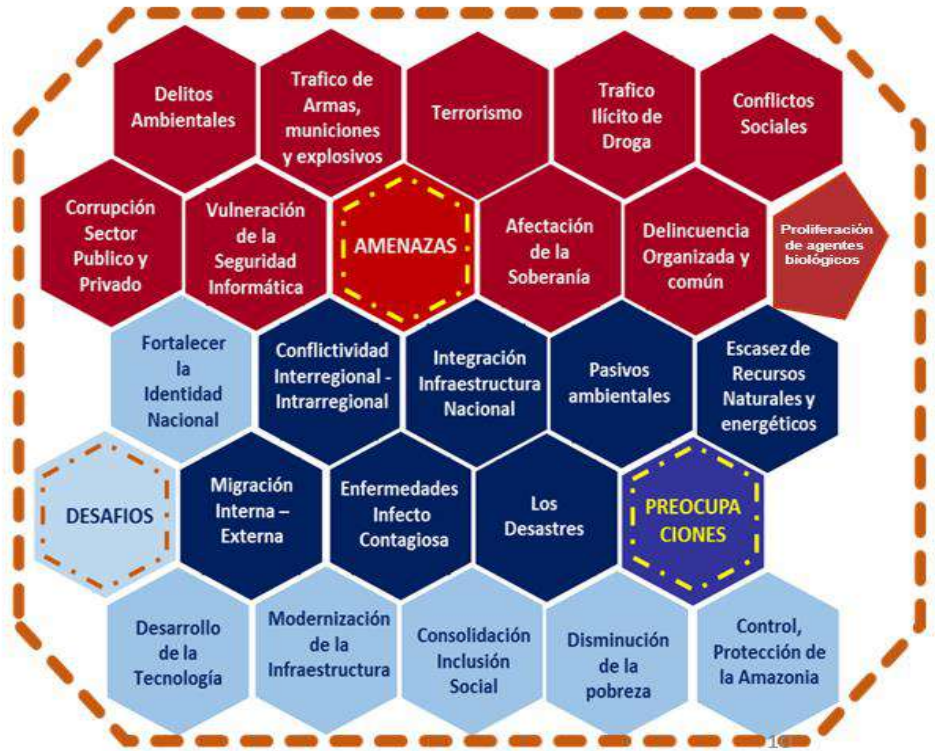 Delitos
Ambientales
Trafico de
Armas,
municiones
y explosivos
Terrorismo
Trafico
Ilícito de
Droga
Conflictos
Sociales
Corrupción
Sector
Publico y
Privado
Vulneración
de la
Seguridad
Informática
AMENAZAS
Afectación
de la
Soberanía
Delincuencia
Organizada y
común
Proliferación
de agentes
biológicos
Fortalecer
la
Identidad
Nacional
Conflictividad
Interregional -
Intrarregional
Integración
Infraestructura
Nacional
Pasivos
ambientales
Escasez de
Recursos
Naturales y
energéticos
DESAFIOS
Migración
Interna –
Externa
Enfermedades
Infecto
Contagiosa
Los
Desastres
PREOCUPA
CIONES
Desarrollo
de la
Tecnología
Modernización
de la
Infraestructura
Consolidación
Inclusión
Social
Disminución
de la
pobreza
Control,
Protección de
la Amazonia